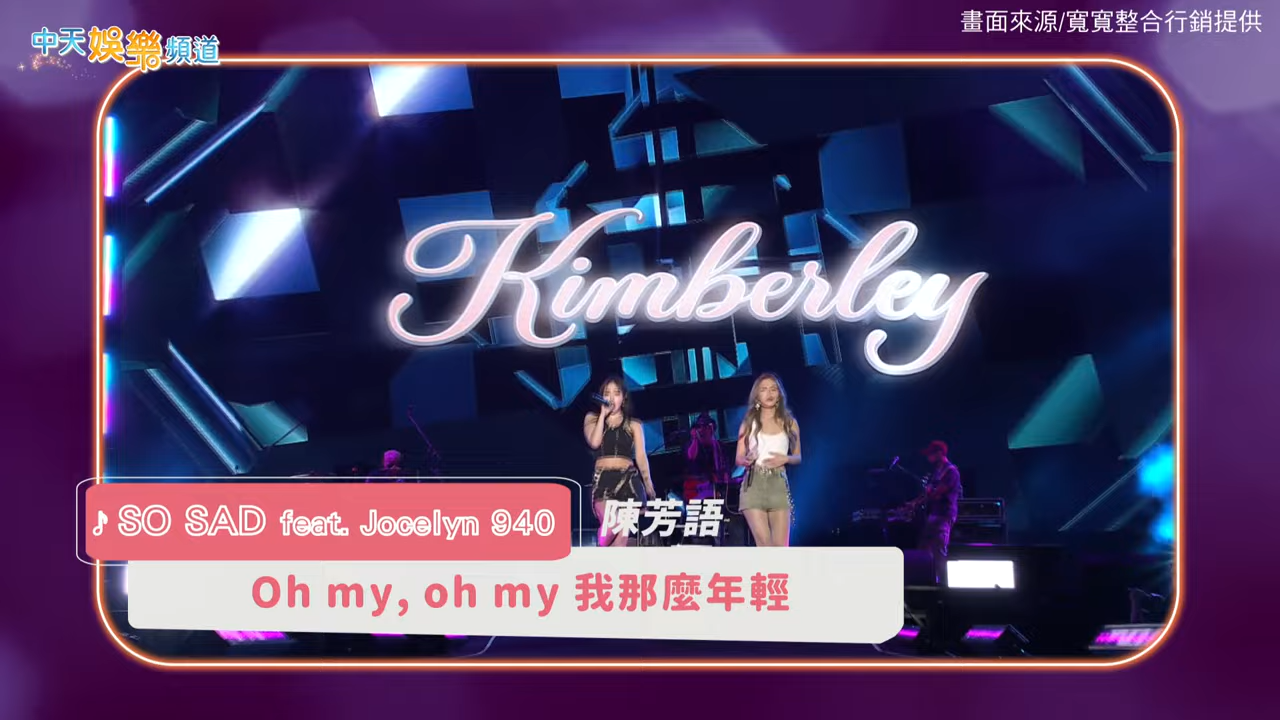 中天娛樂頻道
畫面來源/寬寬整合行銷提供
Kimberley
♪ SO SAD feat. Jocelyn 940
陳芳語
Oh my, oh my 我那麼年輕